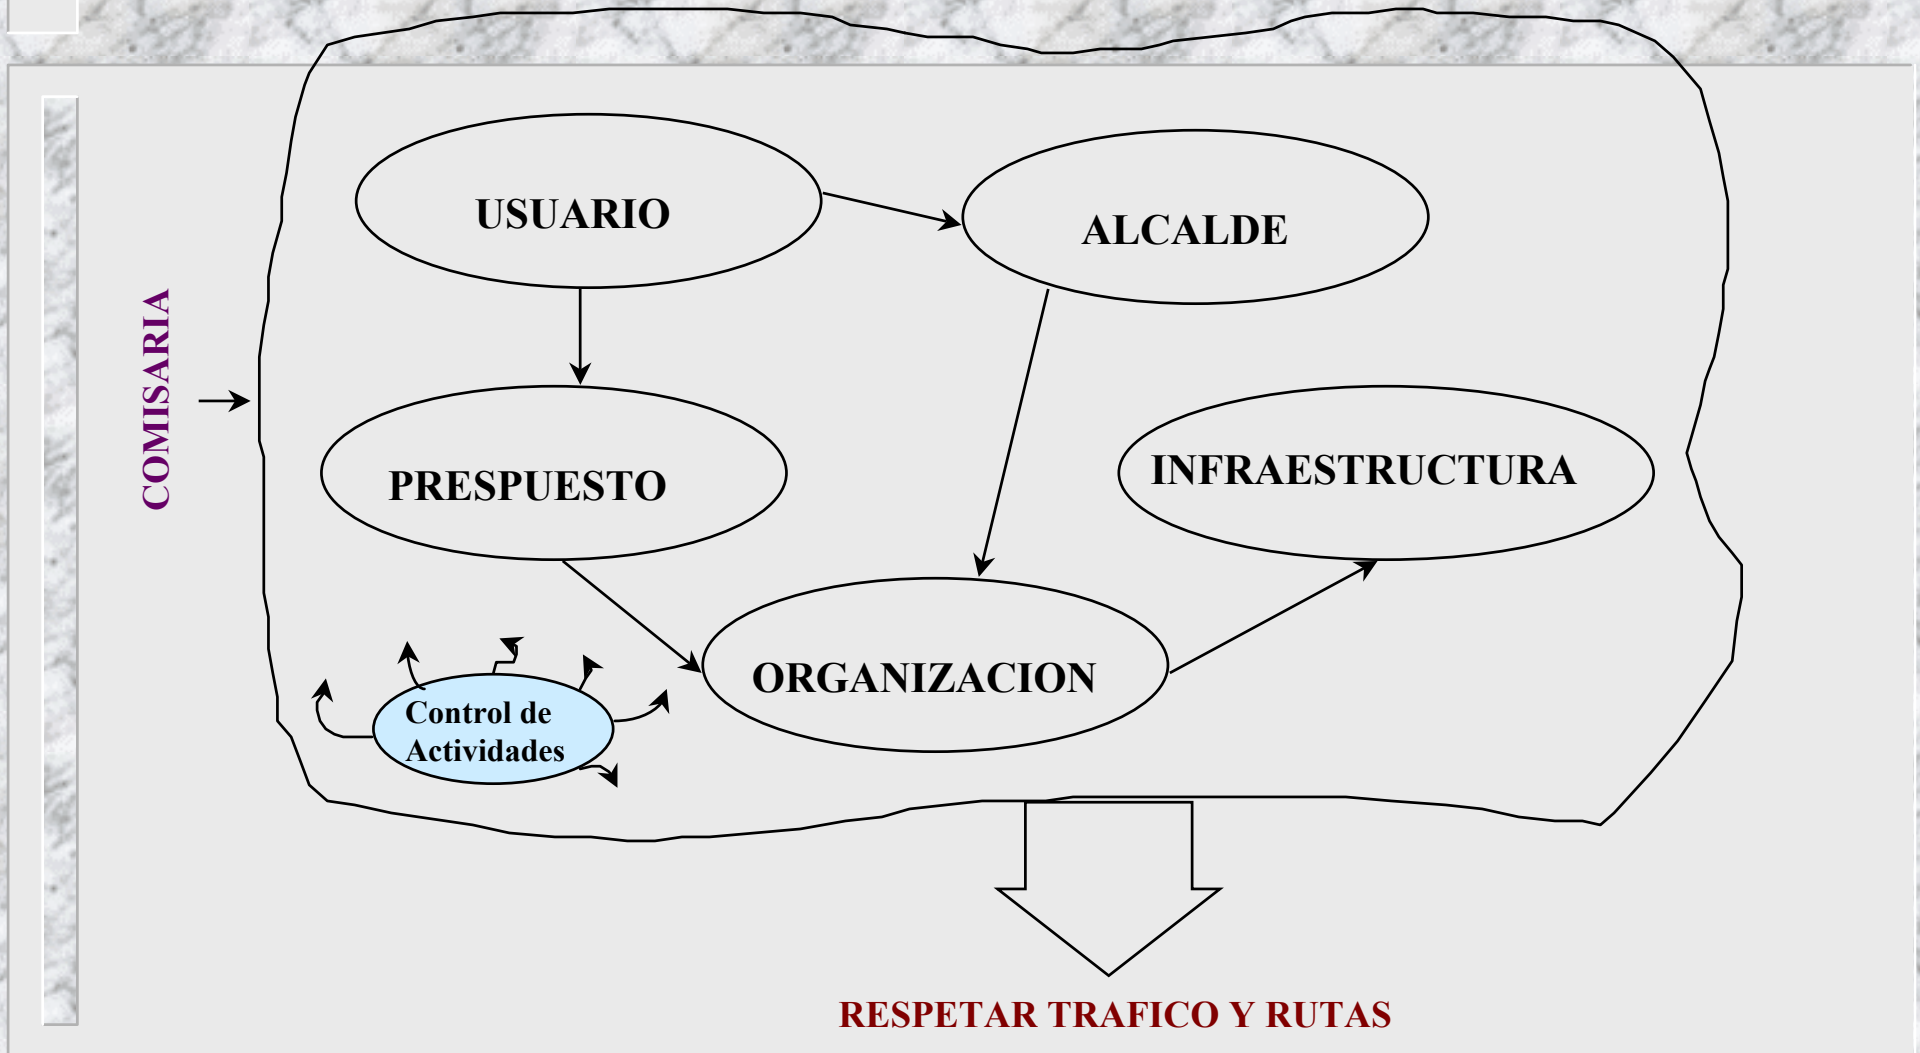 USUARIO
ALCALDE
COMISARIA
PRESPUESTO
INFRAESTRUCTURA
ORGANIZACION
Control de
Actividades
RESPETAR TRAFICO Y RUTAS